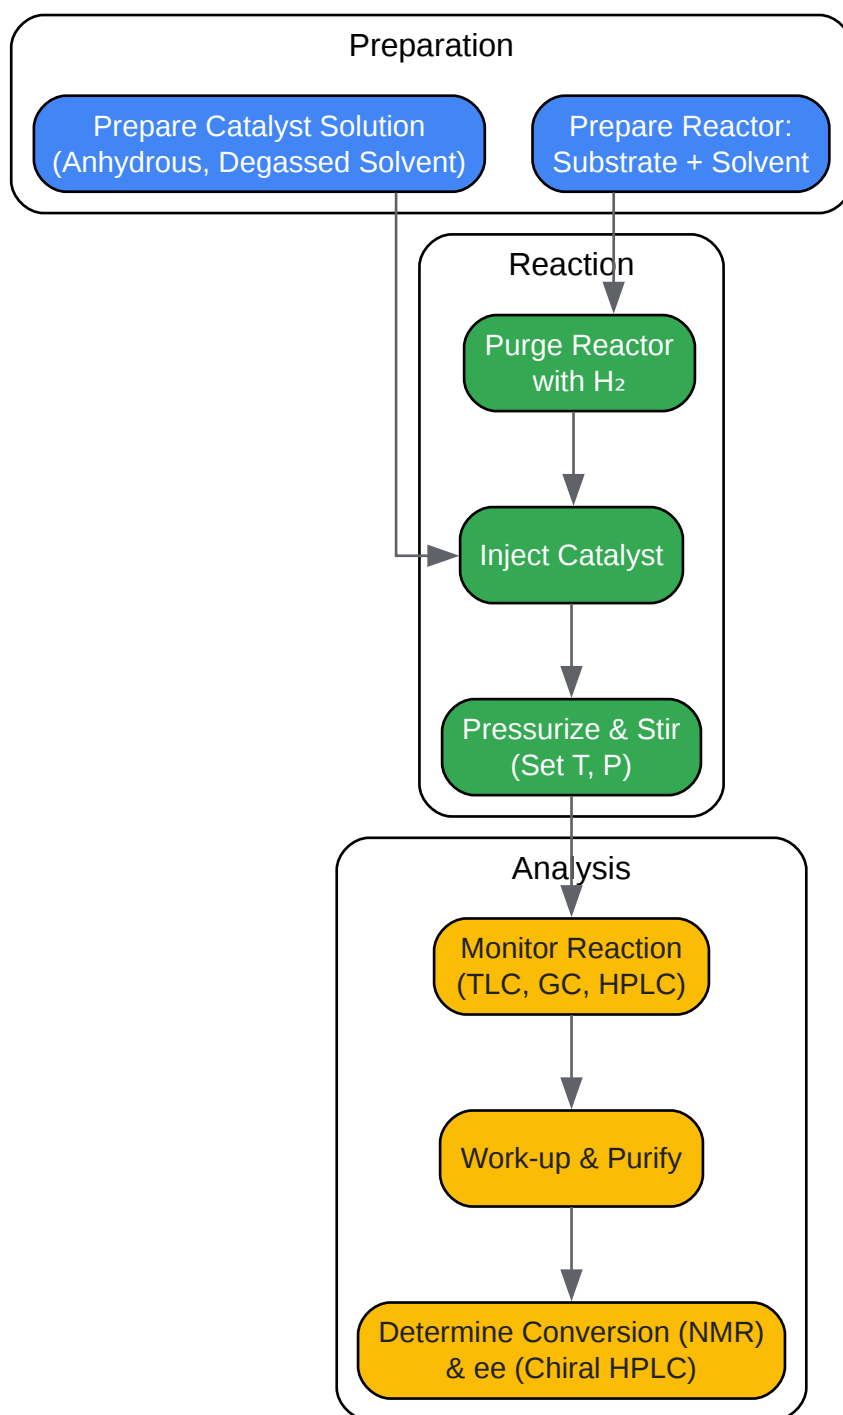 Preparation
Prepare Catalyst Solution
(Anhydrous, Degassed Solvent)
Prepare Reactor:
Substrate + Solvent
Reaction
Purge Reactor
with H₂
Inject Catalyst
Pressurize & Stir
(Set T, P)
Analysis
Monitor Reaction
(TLC, GC, HPLC)
Work-up & Purify
Determine Conversion (NMR)
& ee (Chiral HPLC)